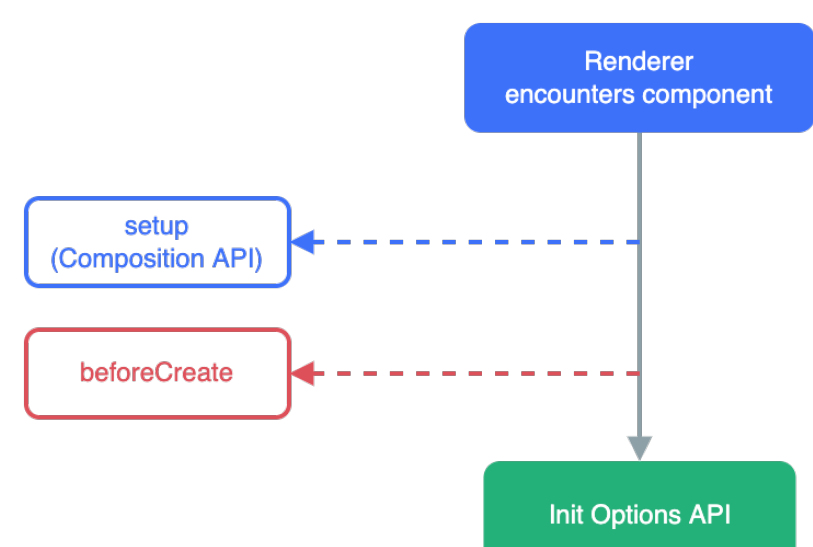 Renderer
encounters component
setup
(Composition API)
beforeCreate
Init Options API